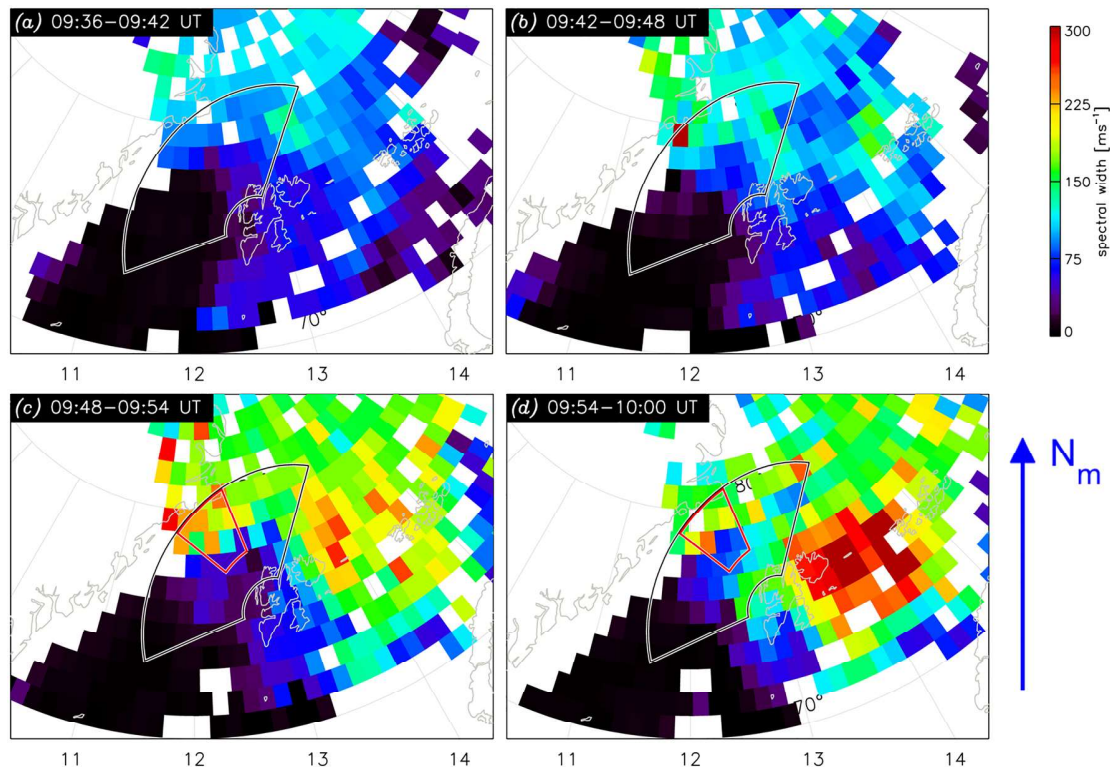 (a) 09:36–09:42 UT
(b) 09:42–09:48 UT
300
225
150
75
0
spectral width [ms⁻¹]
70°
11 12 13 14
11 12 13 14
(c) 09:48–09:54 UT
(d) 09:54–10:00 UT
Nm
80
70°
11 12 13 14
11 12 13 14